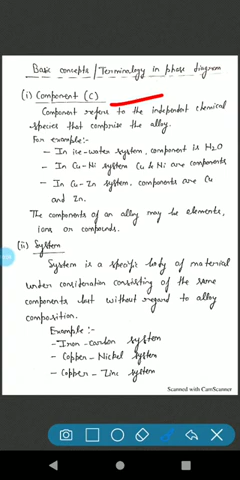 Basic concepts/Terminology in phase diagram
(i) Component (C)
Component refers to the independent chemical
species that comprise the alloy.
For example:-
- In ice-water system, component is H2O
- In Cu-Ni system Cu & Ni are components
- In Cu-Zn system, components are Cu
and Zn.
The components of an alloy may be elements,
ions or compounds.
(ii) System
System is a specific body of material
under consideration consisting of the same
components but without regard to alloy
composition.
Example:-
- Iron-carbon system
- Copper-Nickel system
- Copper-Zinc system
Scanned with CamScanner